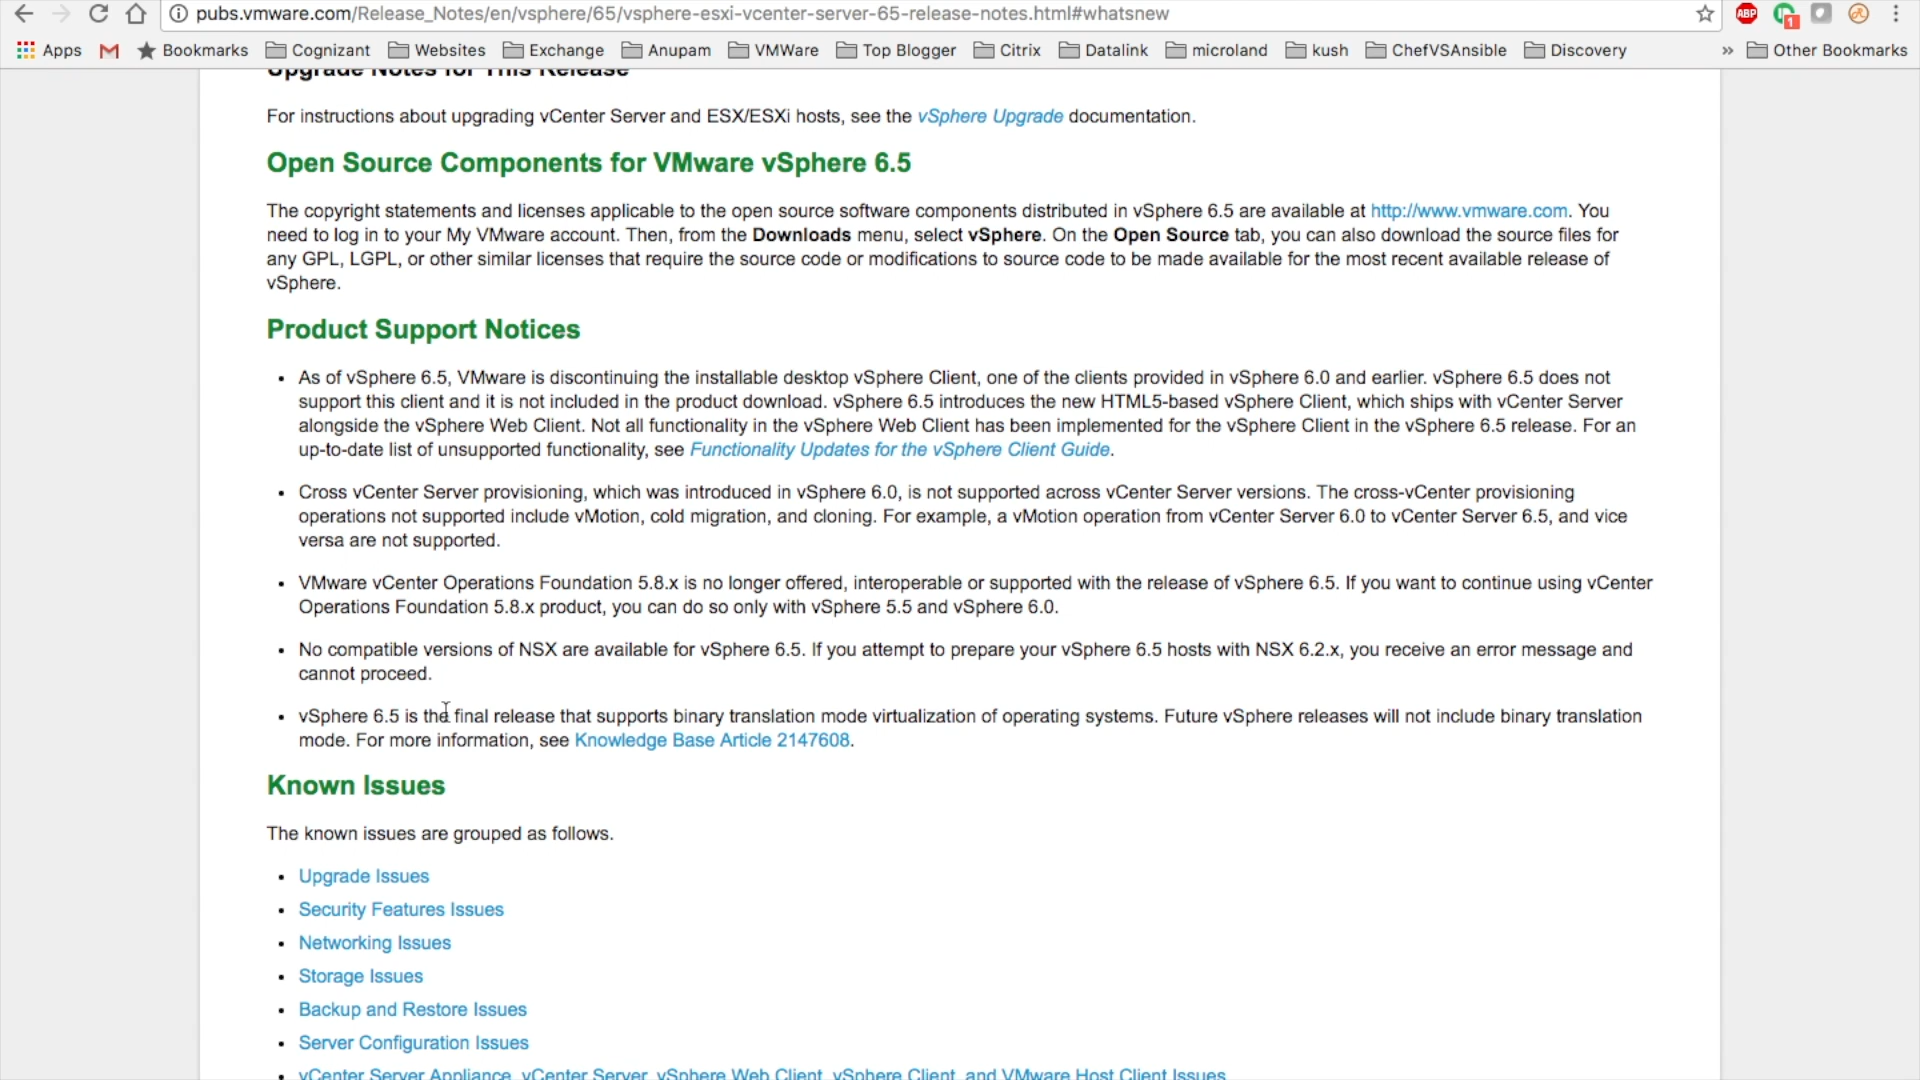 pubs.vmware.com/Release_Notes/en/vsphere/65/vsphere-esxi-vcenter-server-65-release-notes.html#whatsnew
ABP
1
Apps
Bookmarks
Cognizant
Websites
Exchange
Anupam
VMWare
Top Blogger
Citrix
Datalink
microland
kush
ChefVSAnsible
Discovery
»
Other Bookmarks
Upgrade Notes for This Release
For instructions about upgrading vCenter Server and ESX/ESXi hosts, see the vSphere Upgrade documentation.
Open Source Components for VMware vSphere 6.5
The copyright statements and licenses applicable to the open source software components distributed in vSphere 6.5 are available at http://www.vmware.com. You
need to log in to your My VMware account. Then, from the Downloads menu, select vSphere. On the Open Source tab, you can also download the source files for
any GPL, LGPL, or other similar licenses that require the source code or modifications to source code to be made available for the most recent available release of
vSphere.
Product Support Notices
• As of vSphere 6.5, VMware is discontinuing the installable desktop vSphere Client, one of the clients provided in vSphere 6.0 and earlier. vSphere 6.5 does not
support this client and it is not included in the product download. vSphere 6.5 introduces the new HTML5-based vSphere Client, which ships with vCenter Server
alongside the vSphere Web Client. Not all functionality in the vSphere Web Client has been implemented for the vSphere Client in the vSphere 6.5 release. For an
up-to-date list of unsupported functionality, see Functionality Updates for the vSphere Client Guide.
• Cross vCenter Server provisioning, which was introduced in vSphere 6.0, is not supported across vCenter Server versions. The cross-vCenter provisioning
operations not supported include vMotion, cold migration, and cloning. For example, a vMotion operation from vCenter Server 6.0 to vCenter Server 6.5, and vice
versa are not supported.
• VMware vCenter Operations Foundation 5.8.x is no longer offered, interoperable or supported with the release of vSphere 6.5. If you want to continue using vCenter
Operations Foundation 5.8.x product, you can do so only with vSphere 5.5 and vSphere 6.0.
• No compatible versions of NSX are available for vSphere 6.5. If you attempt to prepare your vSphere 6.5 hosts with NSX 6.2.x, you receive an error message and
cannot proceed.
• vSphere 6.5 is the final release that supports binary translation mode virtualization of operating systems. Future vSphere releases will not include binary translation
mode. For more information, see Knowledge Base Article 2147608.
Known Issues
The known issues are grouped as follows.
• Upgrade Issues
• Security Features Issues
• Networking Issues
• Storage Issues
• Backup and Restore Issues
• Server Configuration Issues
• vCenter Server Appliance, vCenter Server, vSphere Web Client, vSphere Client, and VMware Host Client Issues